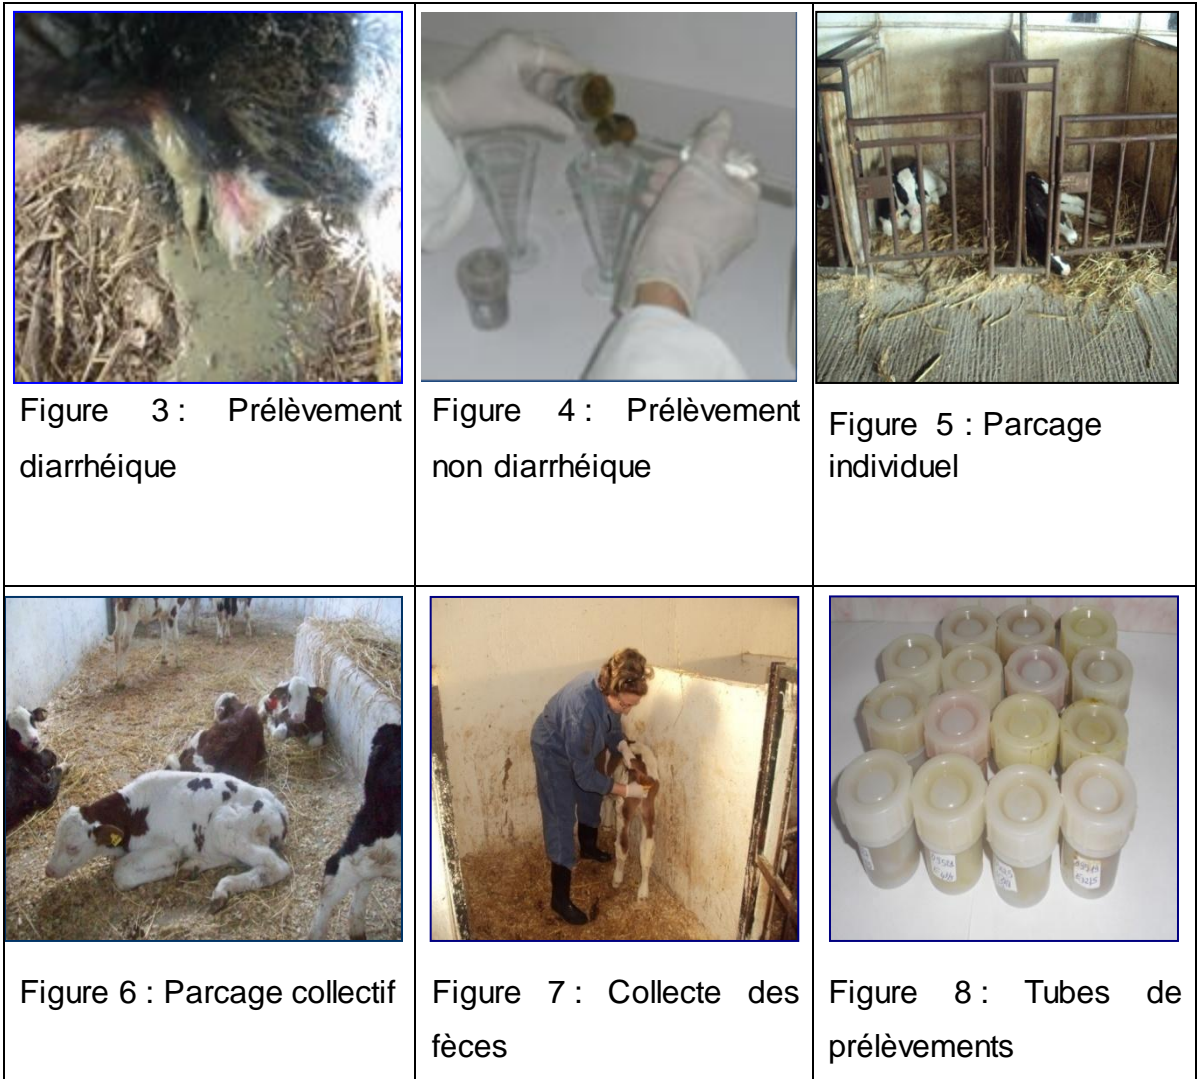 Figure 3 : Prélèvement
diarrhéique
Figure 4 : Prélèvement
non diarrhéique
Figure 5 : Parcage
individuel
Figure 6 : Parcage collectif
Figure 7 : Collecte des
fèces
Figure 8 : Tubes de
prélèvements